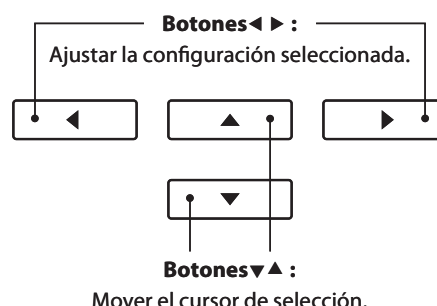 Botones◀ ▶ :
Ajustar la configuración seleccionada.
Botones▼▲ :
Mover el cursor de selección.